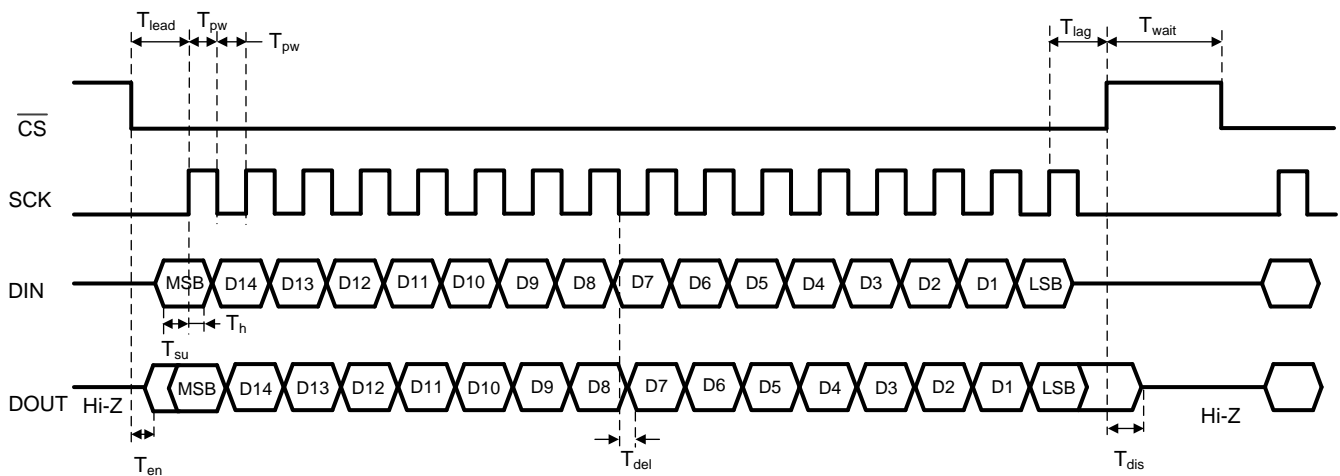 T_lead T_pw T_lag T_wait
T_pw
CS
SCK
DIN MSB D14 D13 D12 D11 D10 D9 D8 D7 D6 D5 D4 D3 D2 D1 LSB
T_h
T_su
DOUT Hi-Z MSB D14 D13 D12 D11 D10 D9 D8 D7 D6 D5 D4 D3 D2 D1 LSB Hi-Z
T_en T_del T_dis